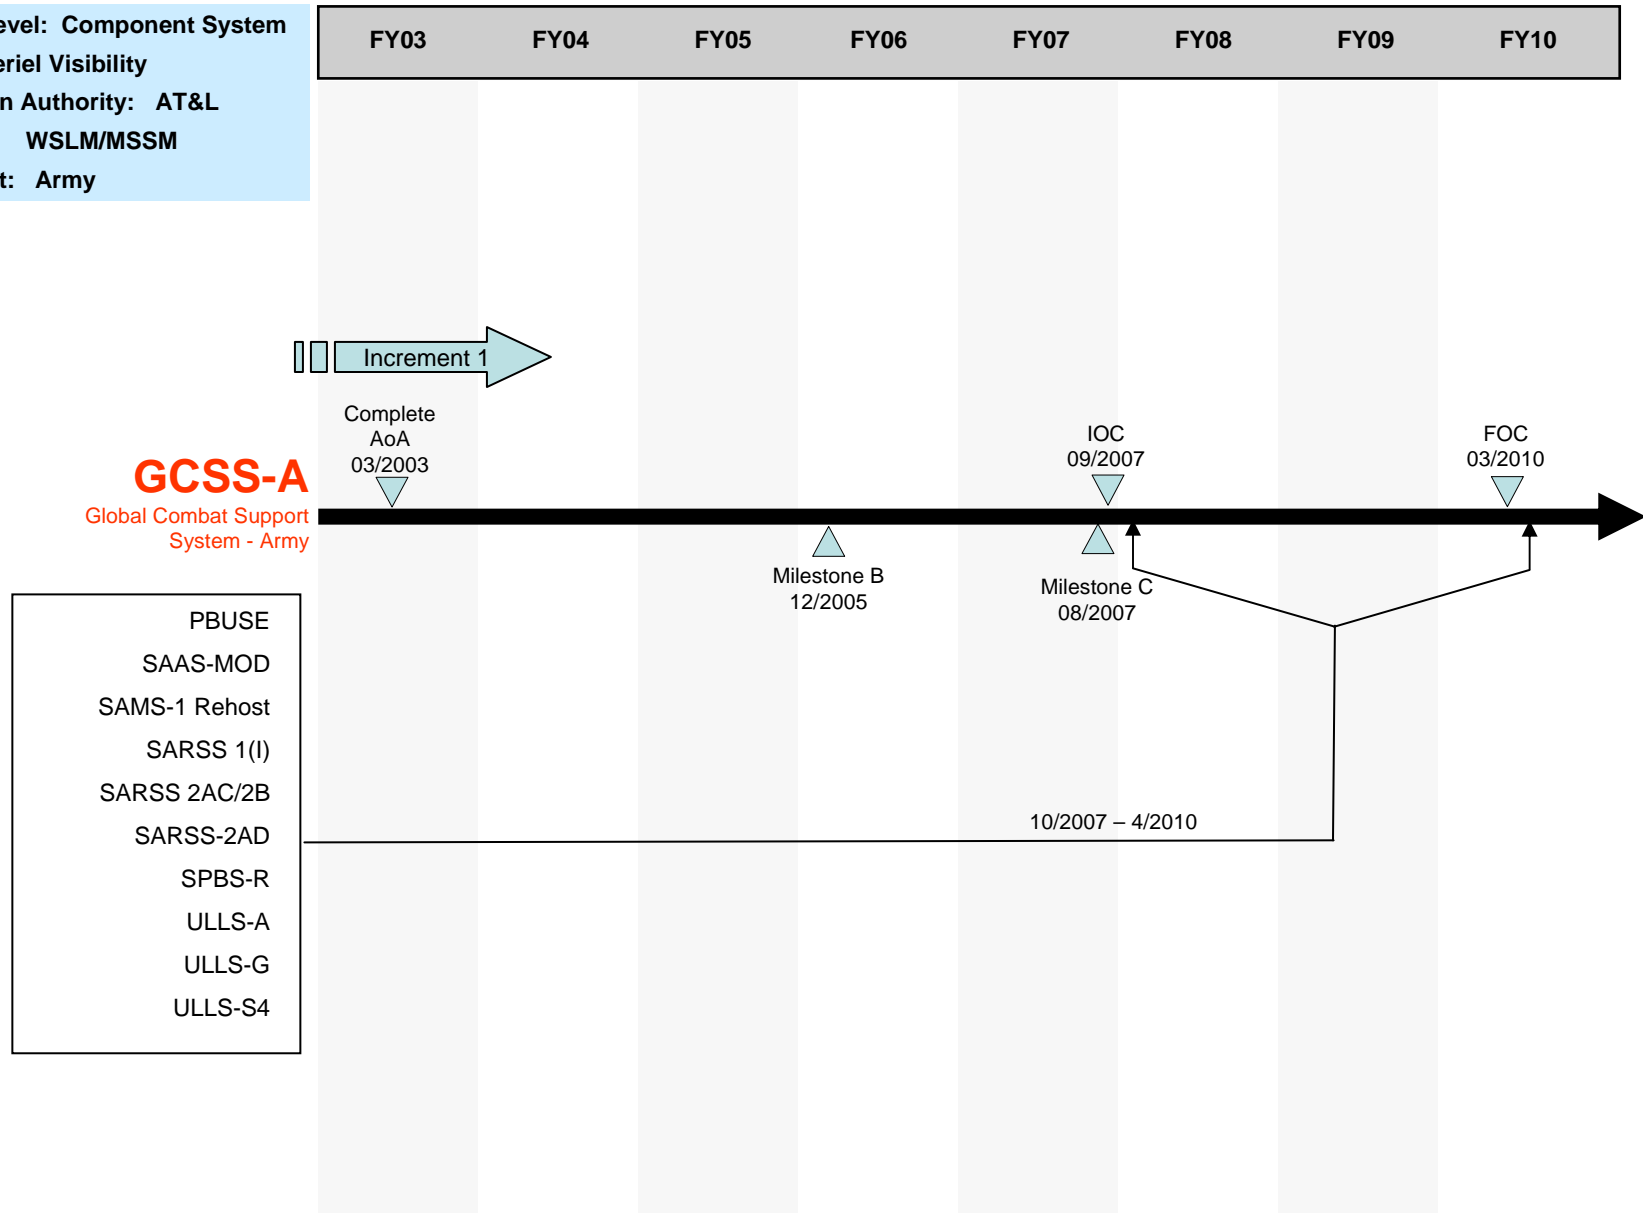 evel: Component System
eriel Visibility
n Authority: AT&L
WSLM/MSSM
t: Army
FY03 FY04 FY05 FY06 FY07 FY08 FY09 FY10
Increment 1
Complete
AoA
03/2003
IOC
09/2007
FOC
03/2010
GCSS-A
Global Combat Support
System - Army
Milestone B
12/2005
Milestone C
08/2007
PBUSE
SAAS-MOD
SAMS-1 Rehost
SARSS 1(I)
SARSS 2AC/2B
SARSS-2AD
SPBS-R
ULLS-A
ULLS-G
ULLS-S4
10/2007 – 4/2010